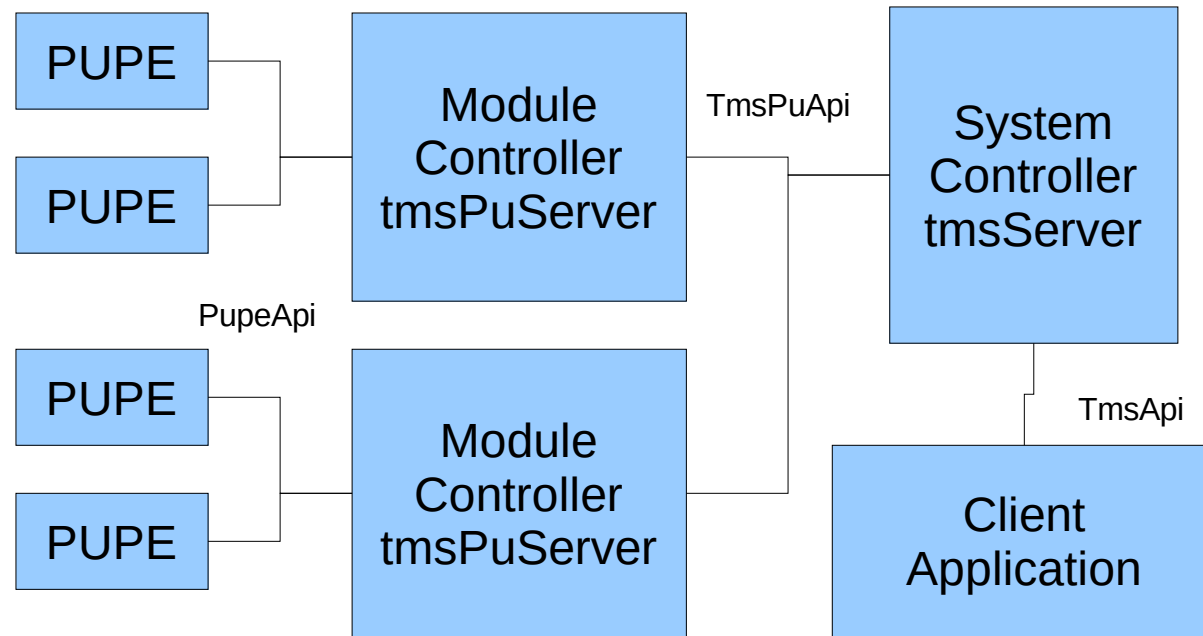 PUPE
PUPE
Module
Controller
tmsPuServer
TmsPuApi
System
Controller
tmsServer
PupeApi
PUPE
PUPE
Module
Controller
tmsPuServer
TmsApi
Client
Application